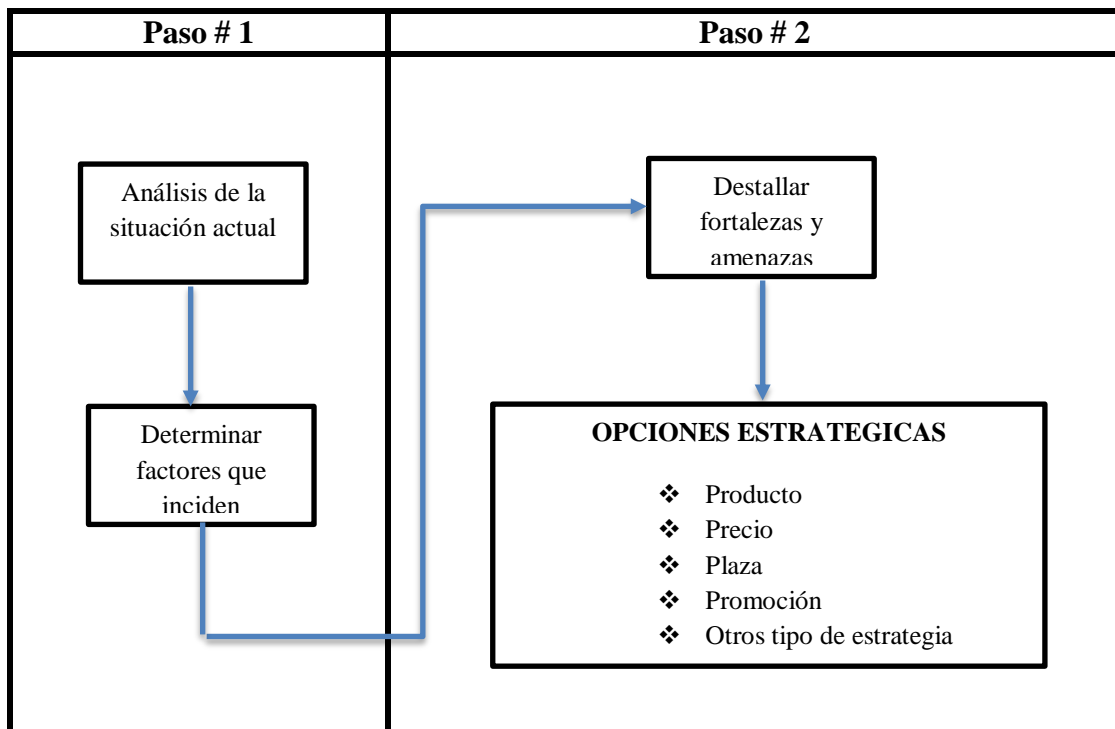 Paso # 1
Paso # 2
Análisis de la
situación actual
Determinar
factores que
inciden
Destallar
fortalezas y
amenazas
OPCIONES ESTRATEGICAS
❖ Producto
❖ Precio
❖ Plaza
❖ Promoción
❖ Otros tipo de estrategia